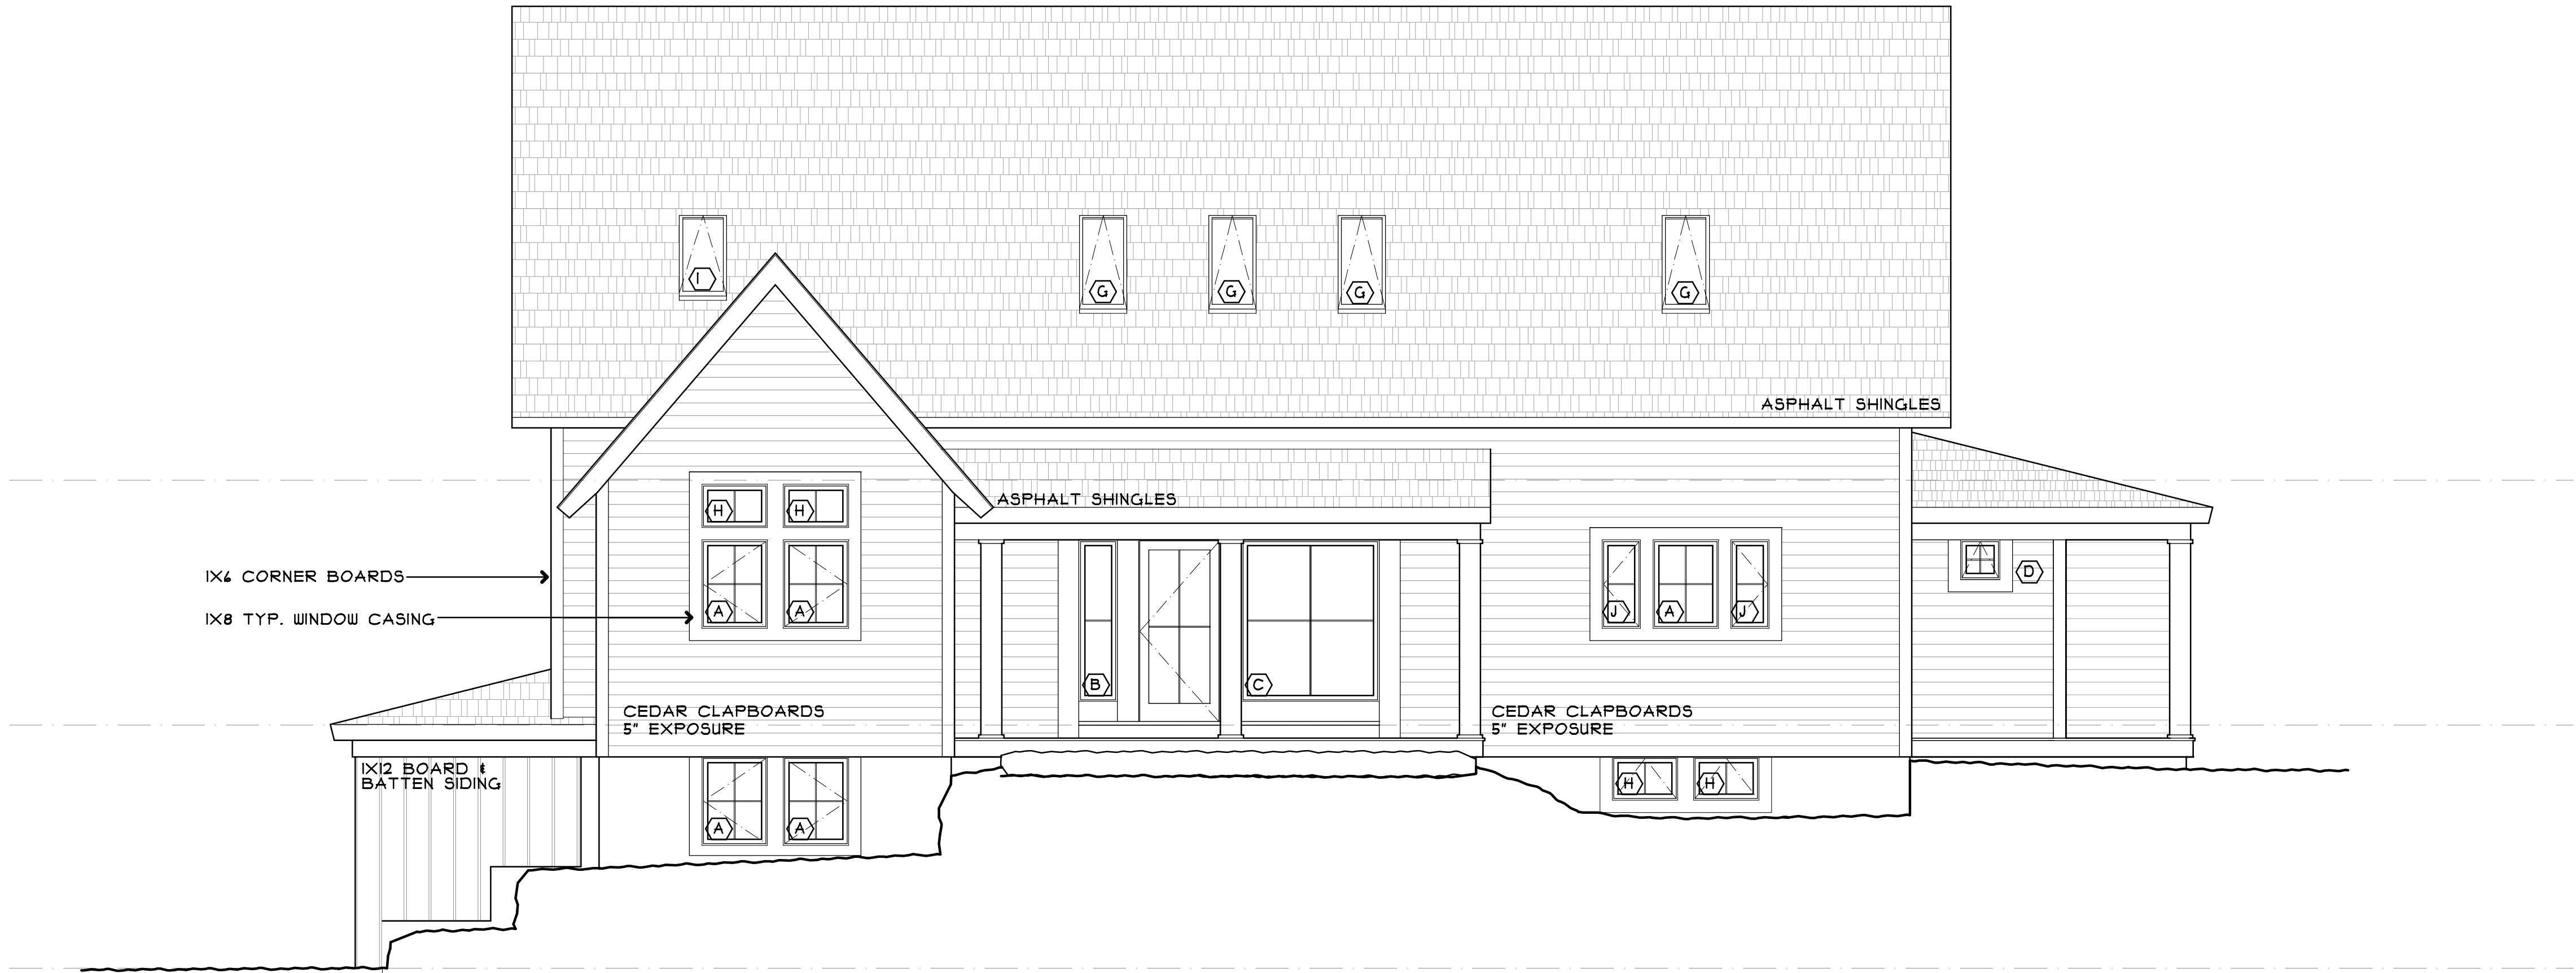 I
G
G
G
G
ASPHALT SHINGLES
ASPHALT SHINGLES
H
H
1X6 CORNER BOARDS
D
1X8 TYP. WINDOW CASING
A
A
J
A
J
B
C
CEDAR CLAPBOARDS
5" EXPOSURE
CEDAR CLAPBOARDS
5" EXPOSURE
1X12 BOARD &
BATTEN SIDING
H
H
A
A